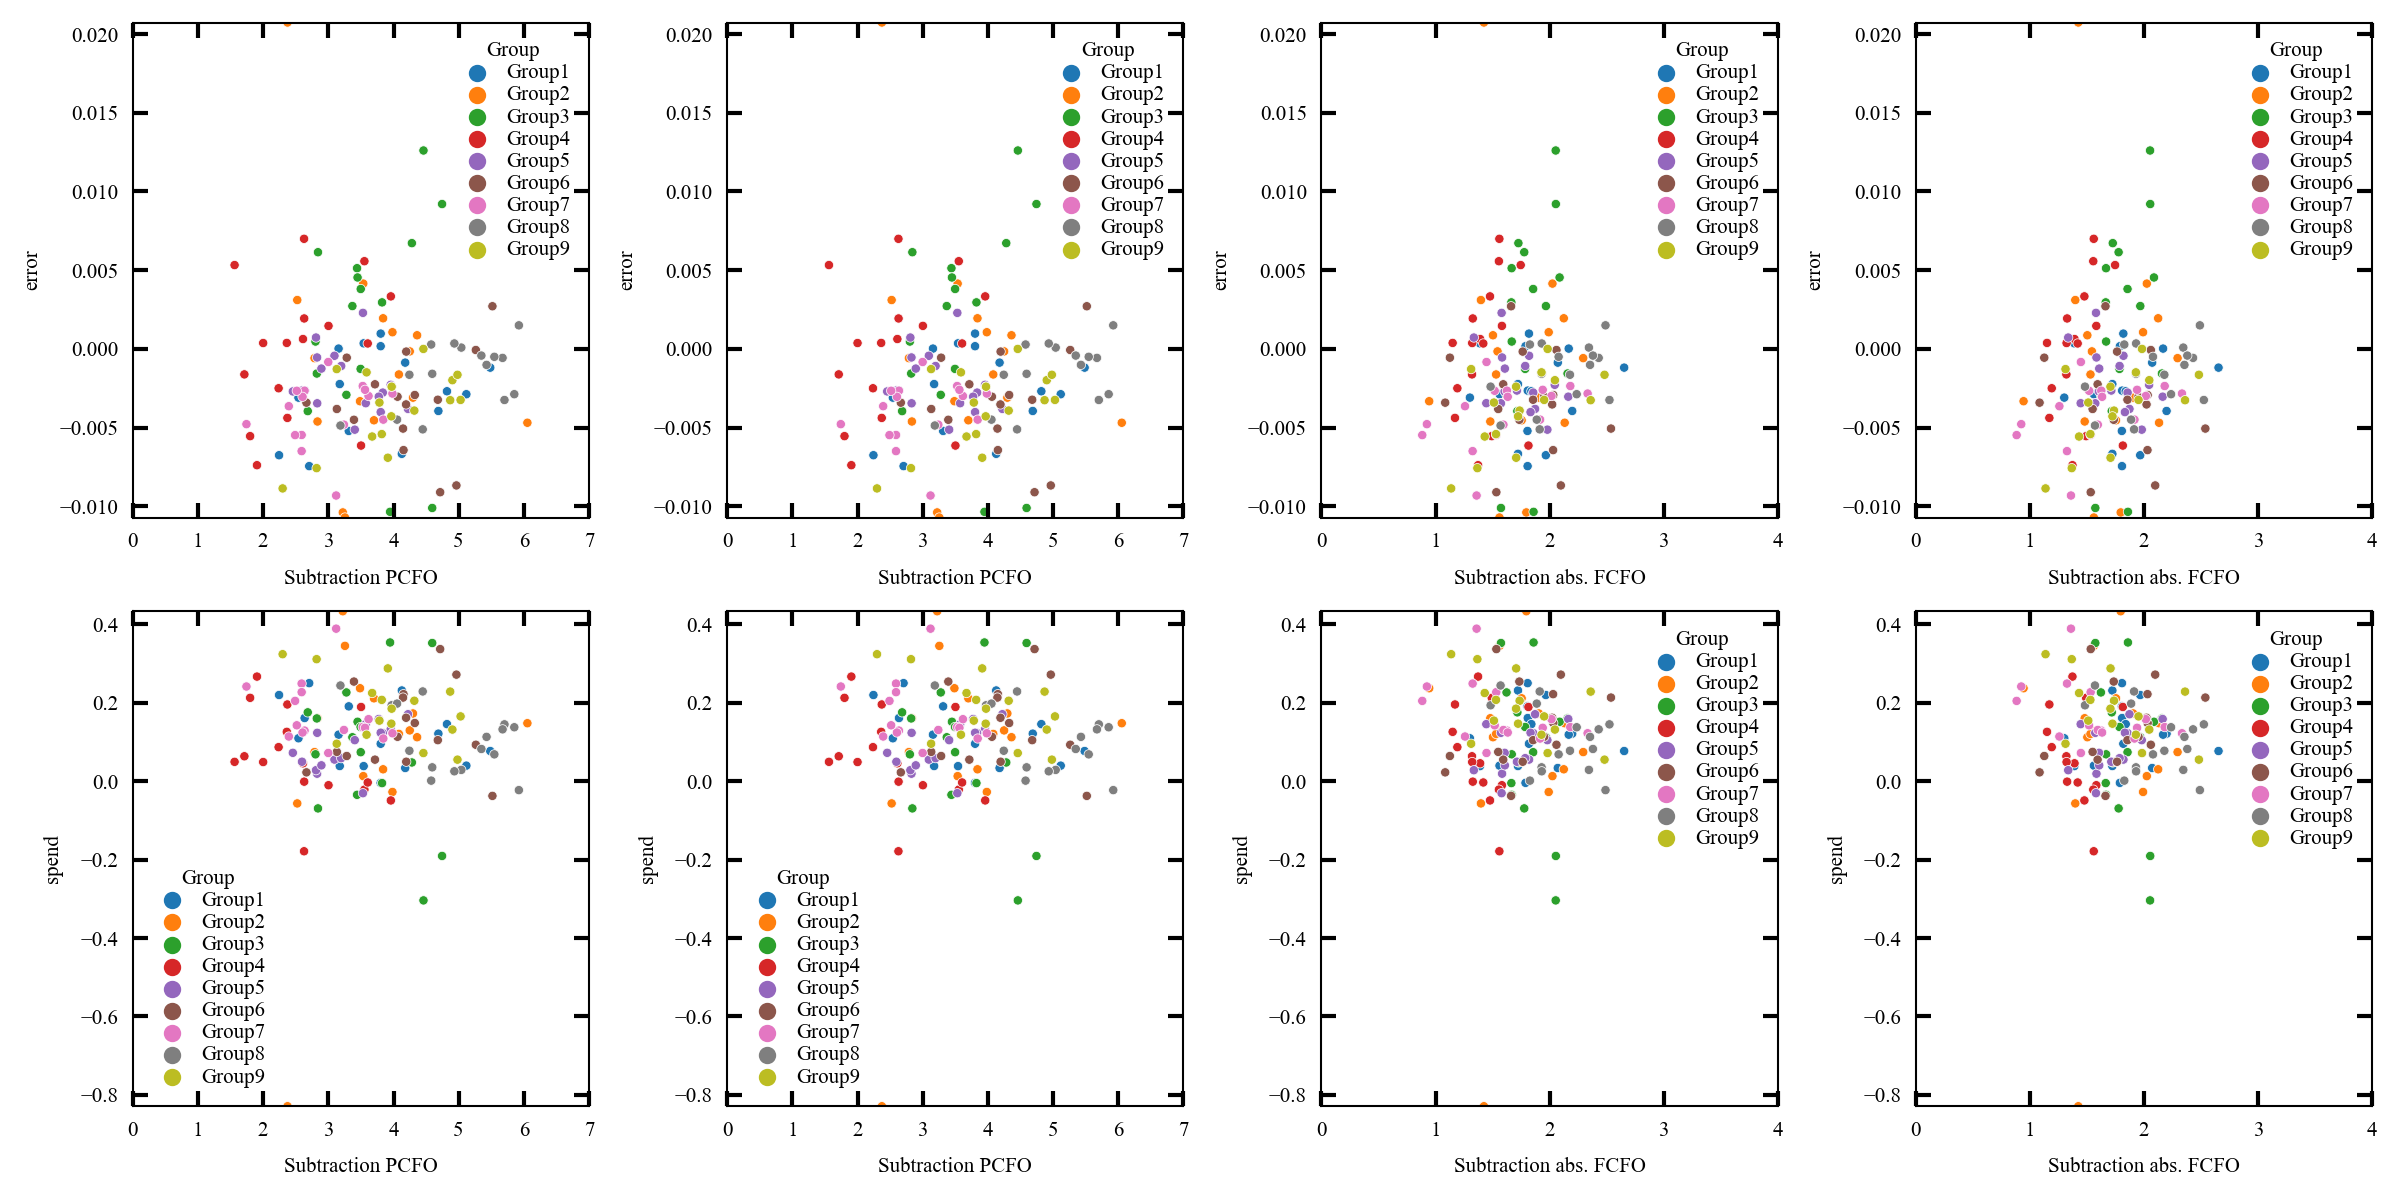 0.020
0.015
0.010
0.005
0.000
−0.005
−0.010
error
Group
Group1
Group2
Group3
Group4
Group5
Group6
Group7
Group8
Group9
0 1 2 3 4 5 6 7
Subtraction PCFO
0.020
0.015
0.010
0.005
0.000
−0.005
−0.010
error
Group
Group1
Group2
Group3
Group4
Group5
Group6
Group7
Group8
Group9
0 1 2 3 4 5 6 7
Subtraction PCFO
0.020
0.015
0.010
0.005
0.000
−0.005
−0.010
error
Group
Group1
Group2
Group3
Group4
Group5
Group6
Group7
Group8
Group9
0 1 2 3 4
Subtraction abs. FCFO
0.020
0.015
0.010
0.005
0.000
−0.005
−0.010
error
Group
Group1
Group2
Group3
Group4
Group5
Group6
Group7
Group8
Group9
0 1 2 3 4
Subtraction abs. FCFO
0.4
0.2
0.0
−0.2
−0.4
−0.6
−0.8
spend
Group
Group1
Group2
Group3
Group4
Group5
Group6
Group7
Group8
Group9
0 1 2 3 4 5 6 7
Subtraction PCFO
0.4
0.2
0.0
−0.2
−0.4
−0.6
−0.8
spend
Group
Group1
Group2
Group3
Group4
Group5
Group6
Group7
Group8
Group9
0 1 2 3 4 5 6 7
Subtraction PCFO
0.4
0.2
0.0
−0.2
−0.4
−0.6
−0.8
spend
Group
Group1
Group2
Group3
Group4
Group5
Group6
Group7
Group8
Group9
0 1 2 3 4
Subtraction abs. FCFO
0.4
0.2
0.0
−0.2
−0.4
−0.6
−0.8
spend
Group
Group1
Group2
Group3
Group4
Group5
Group6
Group7
Group8
Group9
0 1 2 3 4
Subtraction abs. FCFO